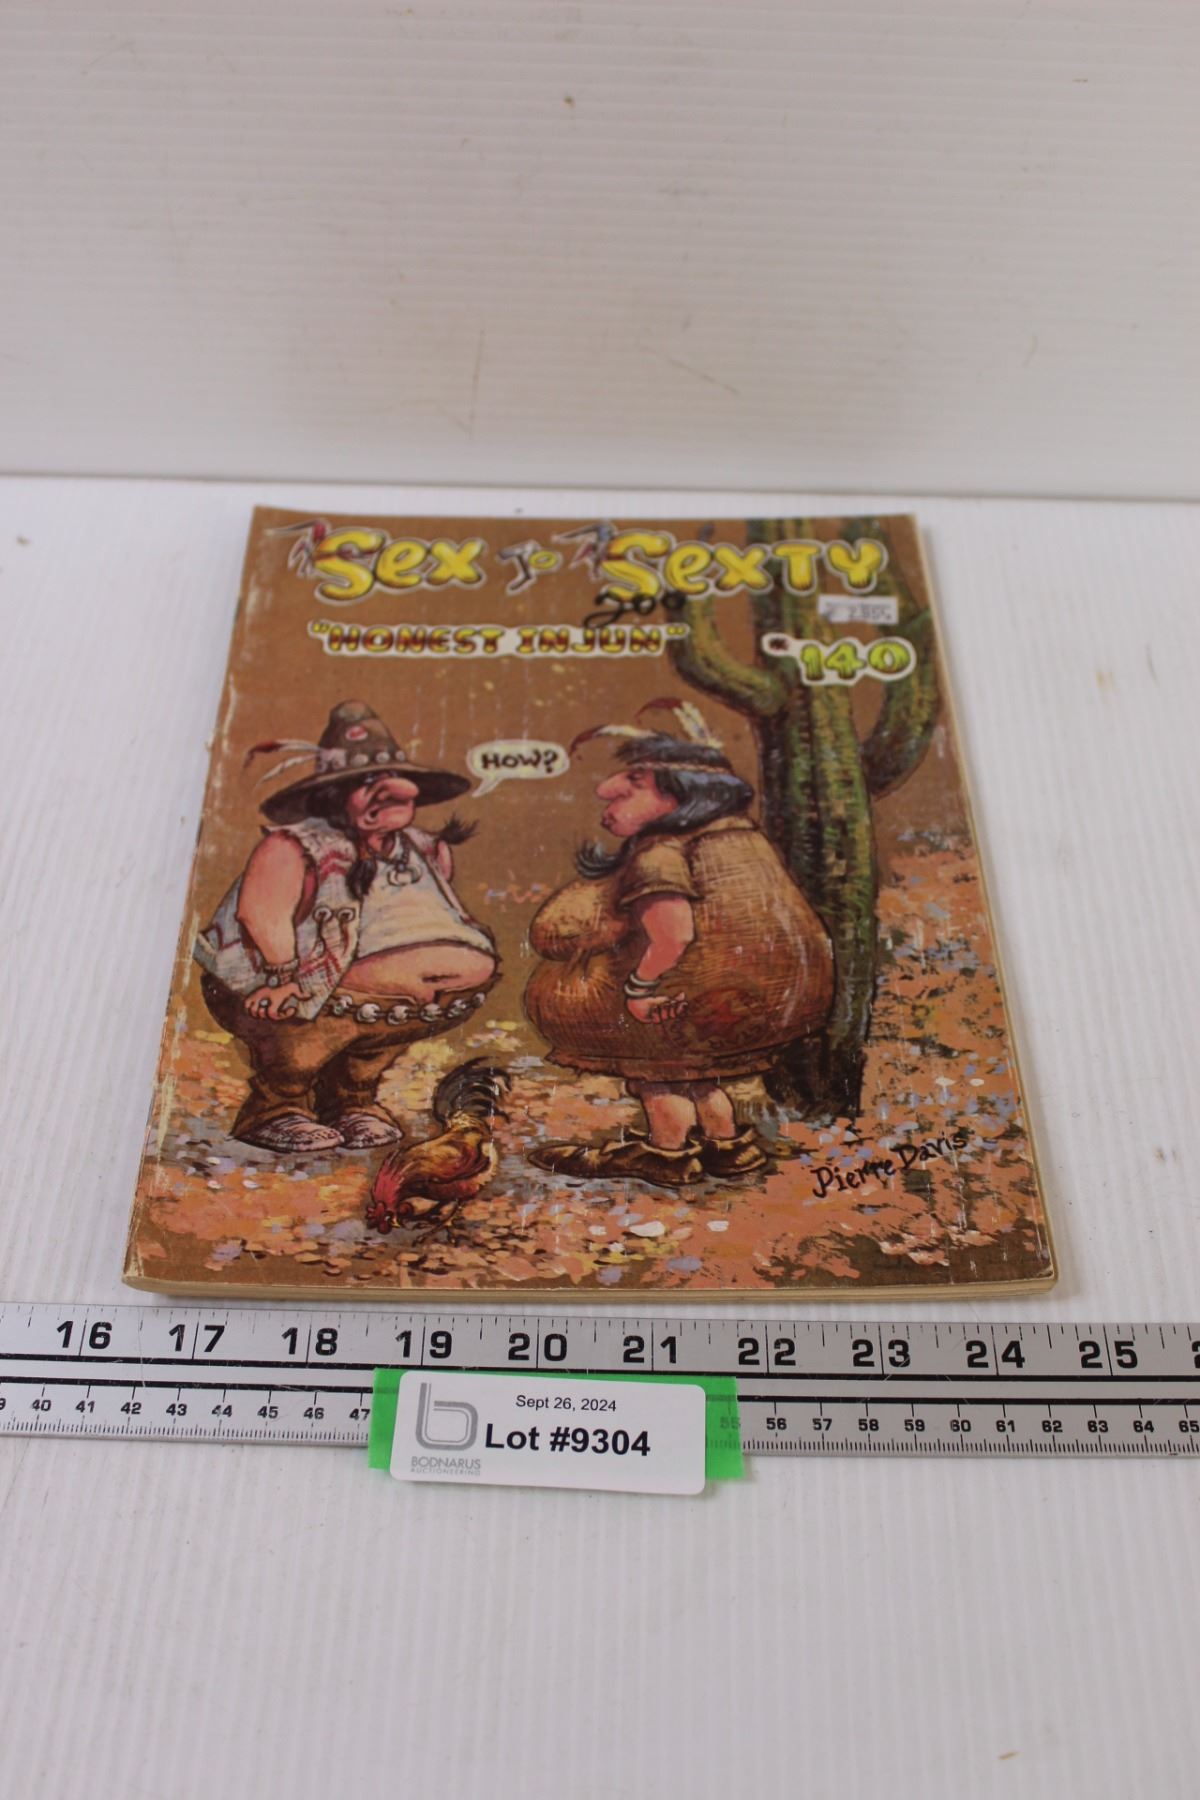 Sex To Sexty
200
"HONEST INJUN"
#140
HOW?
Pierre Davis
16 17 18 19 20 21 22 23 24 25
40 41 42 43 44 45 46 47 55 56 57 58 59 60 61 62 63 64 65
Sept 26, 2024
Lot #9304
BODNARUS
AUCTIONEERING